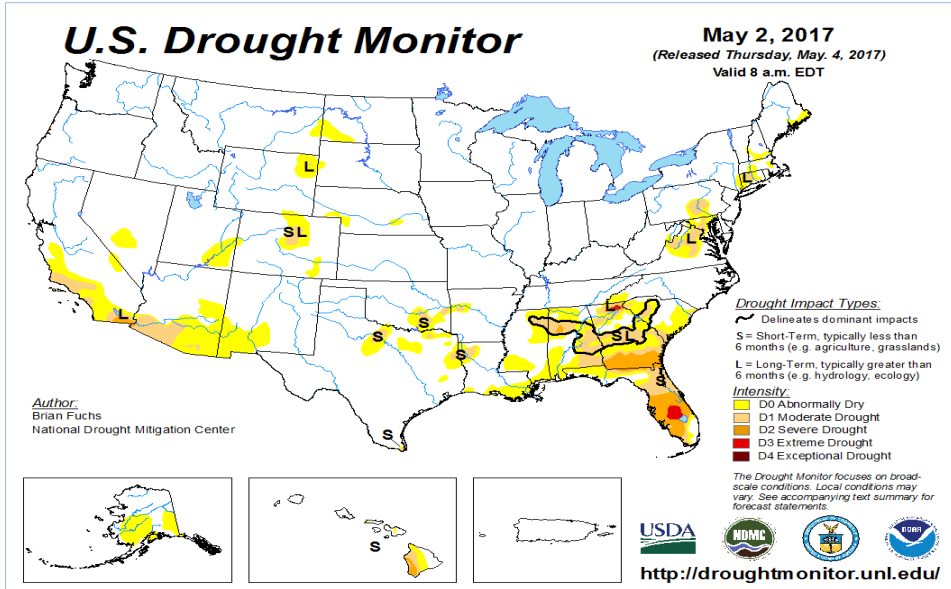 U.S. Drought Monitor
May 2, 2017
(Released Thursday, May. 4, 2017)
Valid 8 a.m. EDT
L
S L
L
L
L
L
S
S
S
S L
S
S
Drought Impact Types:
Delineates dominant impacts
S = Short-Term, typically less than
6 months (e.g. agriculture, grasslands)
L = Long-Term, typically greater than
6 months (e.g. hydrology, ecology)
Intensity:
D0 Abnormally Dry
D1 Moderate Drought
D2 Severe Drought
D3 Extreme Drought
D4 Exceptional Drought
Author:
Brian Fuchs
National Drought Mitigation Center
S
The Drought Monitor focuses on broad-
scale conditions. Local conditions may
vary. See accompanying text summary for
forecast statements.
USDA
NDMC
NOAA
http://droughtmonitor.unl.edu/